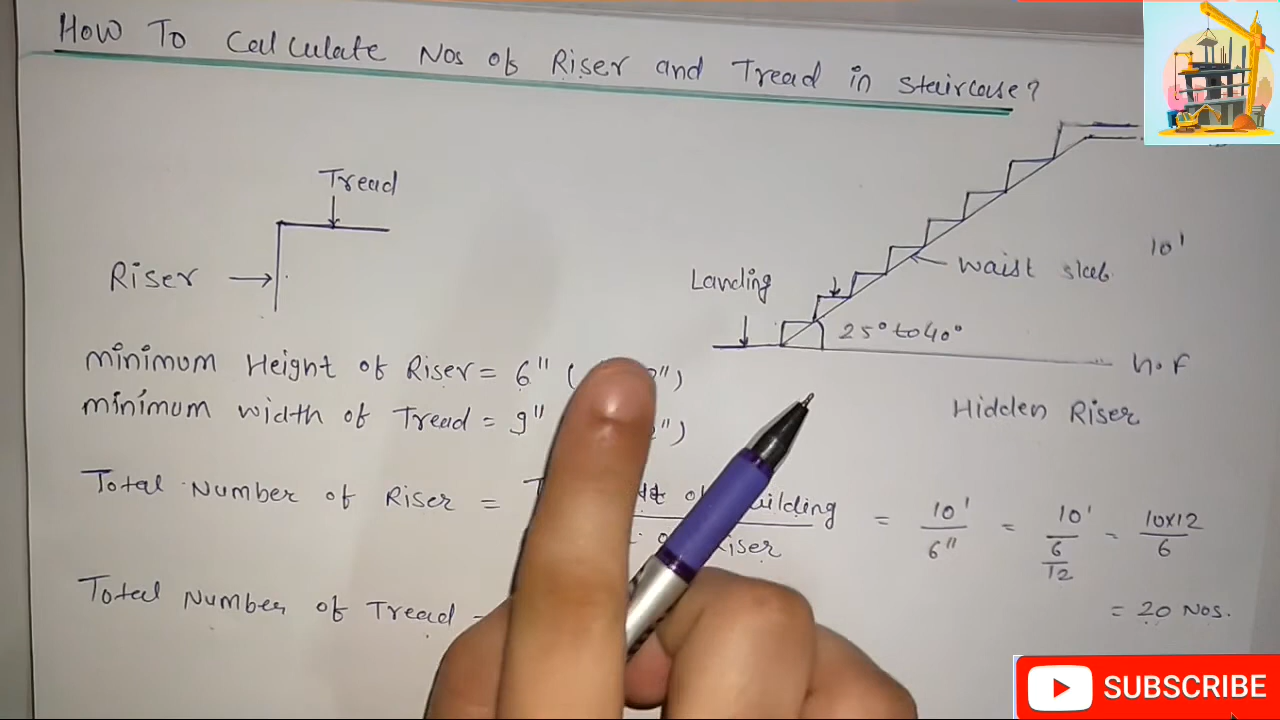 How To Calculate Nos of Riser and Tread in Staircase?
Tread
Riser
Landing
Waist slab.
10'
25° to 40°
H.F
Hidden Riser
minimum Height of Riser = 6" ( ")
minimum width of Tread = 9" ")
Total Number of Riser = = 10' / 6" = 10' / 6/12 = 10x12 / 6
Riser
= 20 Nos.
Total Number of Tread
SUBSCRIBE